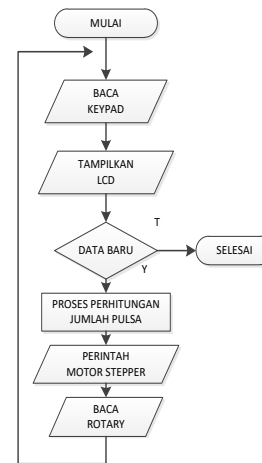 MULAI
BACA
KEYPAD
TAMPILKAN
LCD
T
DATA BARU
SELESAI
Y
PROSES PERHITUNGAN
JUMLAH PULSA
PERINTAH
MOTOR STEPPER
BACA
ROTARY